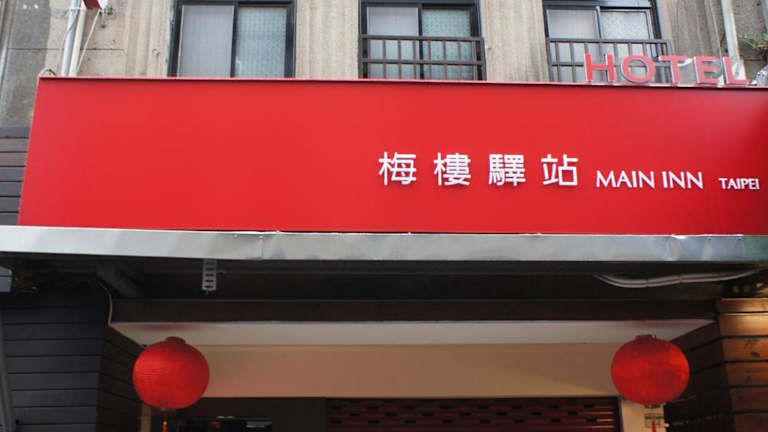 HOTEL
梅樓驛站 MAIN INN TAIPEI